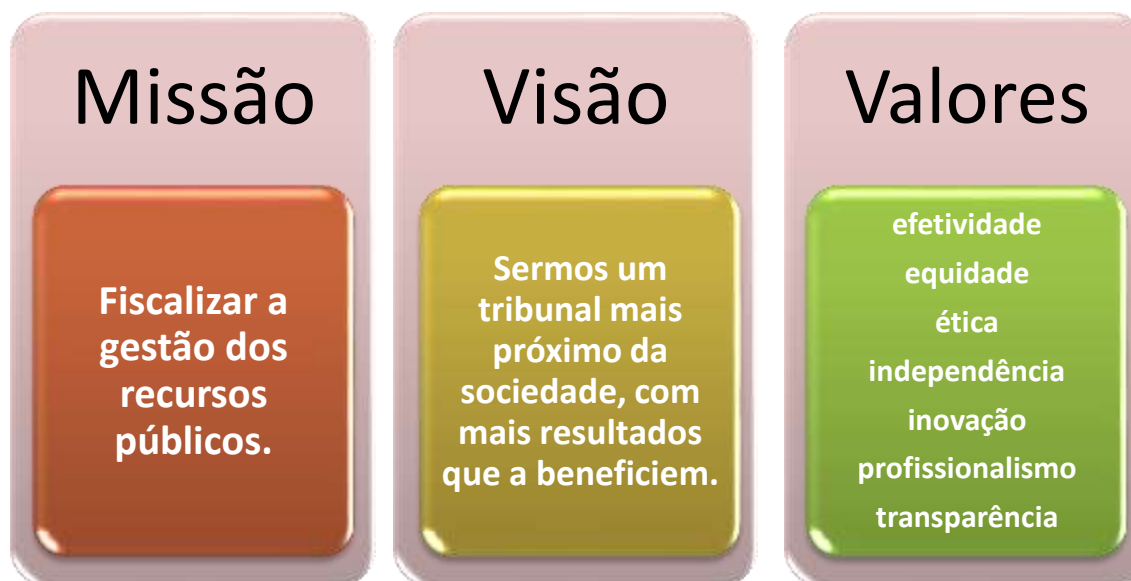 Missão
Fiscalizar a
gestão dos
recursos
públicos.
Visão
Sermos um
tribunal mais
próximo da
sociedade, com
mais resultados
que a beneficiem.
Valores
efetividade
equidade
ética
independência
inovação
profissionalismo
transparência